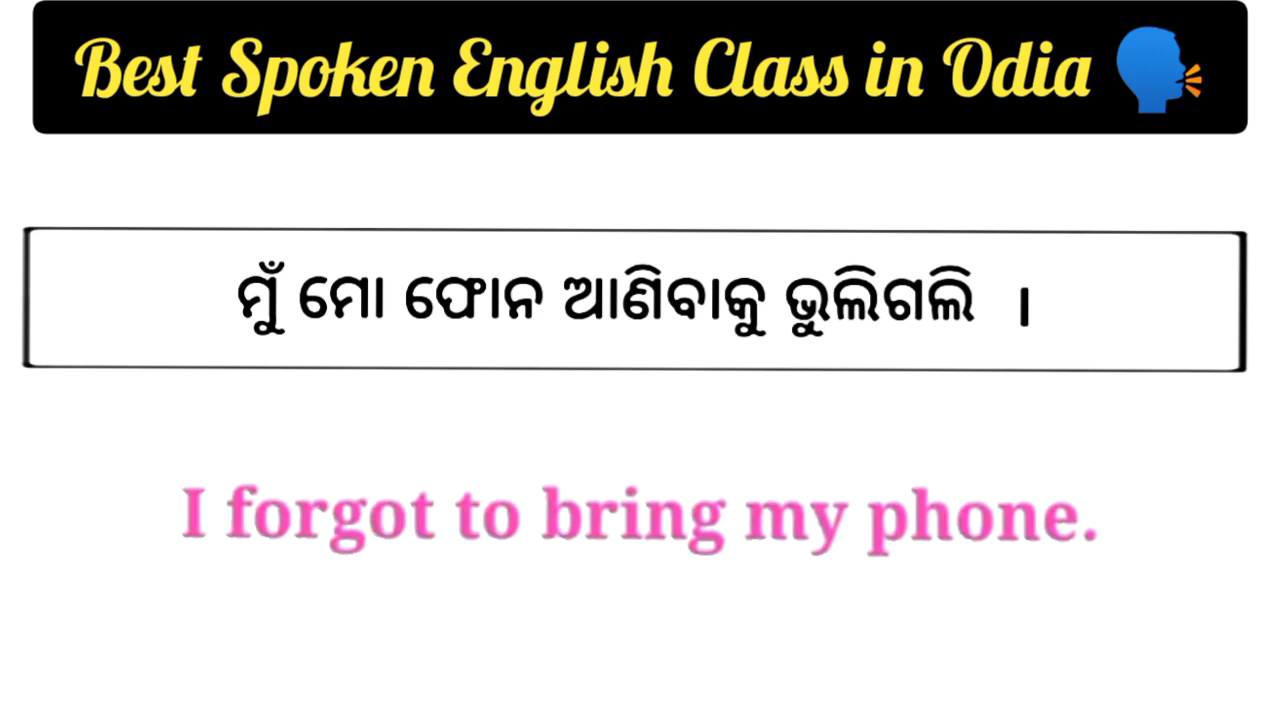 Best Spoken English Class in Odia
ମୁଁ ମୋ ଫୋନ ଆଣିବାକୁ ଭୁଲିଗଲି ।
I forgot to bring my phone.